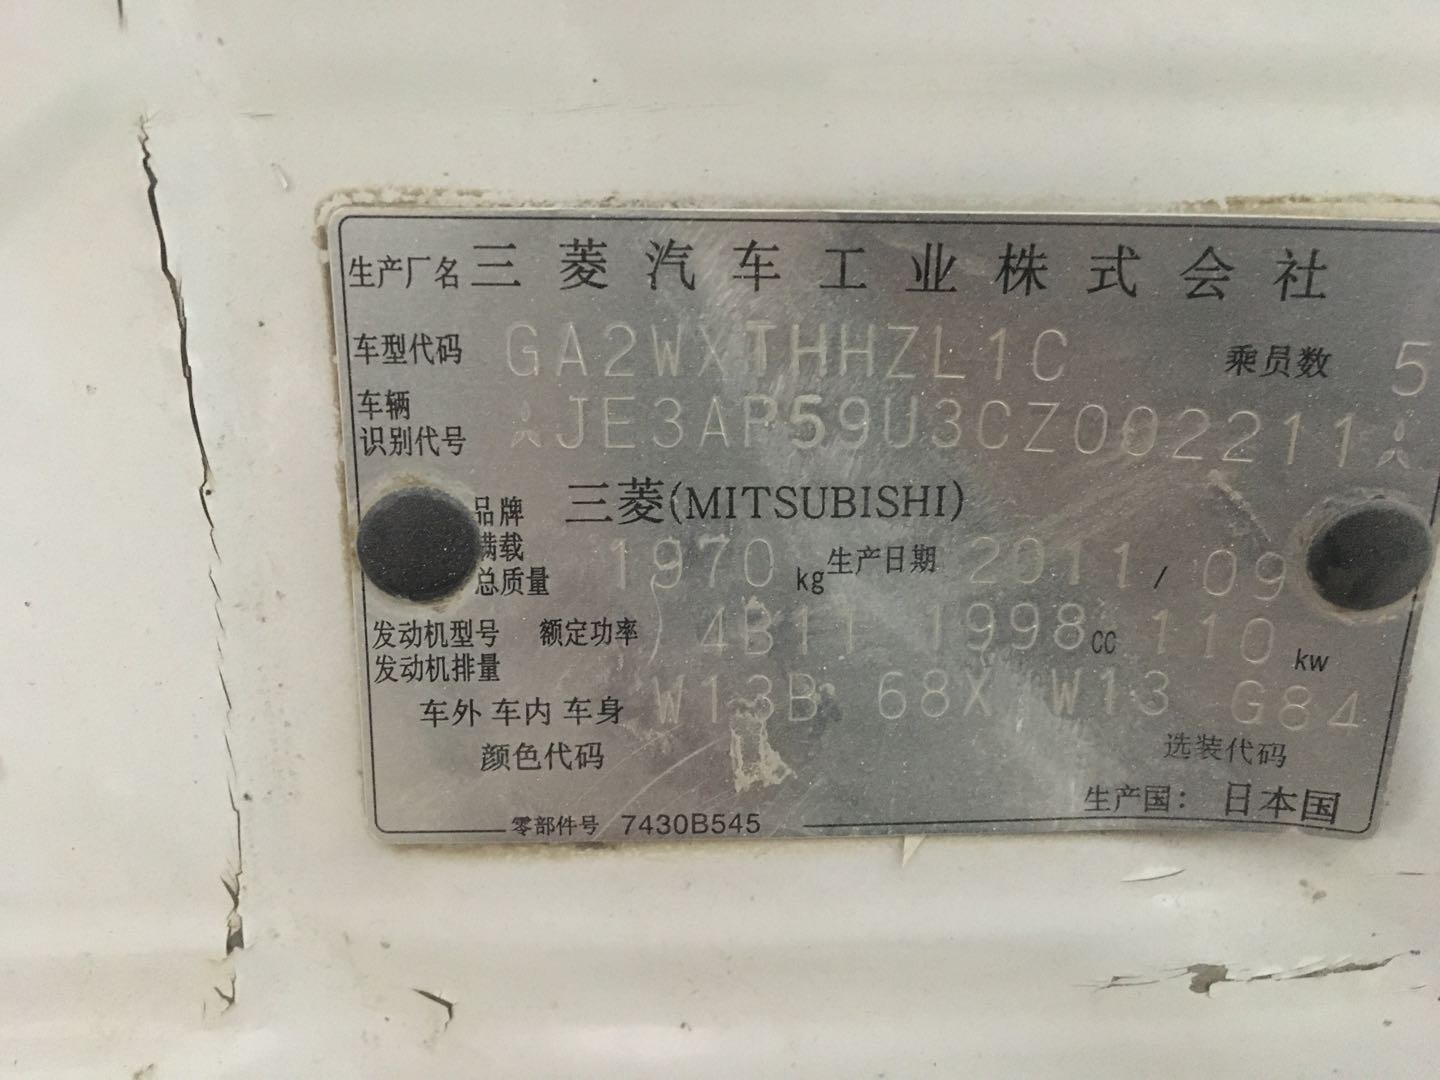 生产厂名 三菱汽车工业株式会社
车型代码 GA2WXTHHZL1C 乘员数 5
车辆
识别代号 JE3AP59U3CZ002211
品牌 三菱(MITSUBISHI)
满载
总质量 1970 kg 生产日期 2011 / 09
发动机型号 额定功率 4B11 1998 cc 110 kw
发动机排量
车外 车内 车身 W13B 68X W13 G84
颜色代码 选装代码
生产国： 日本国
零部件号 7430B545